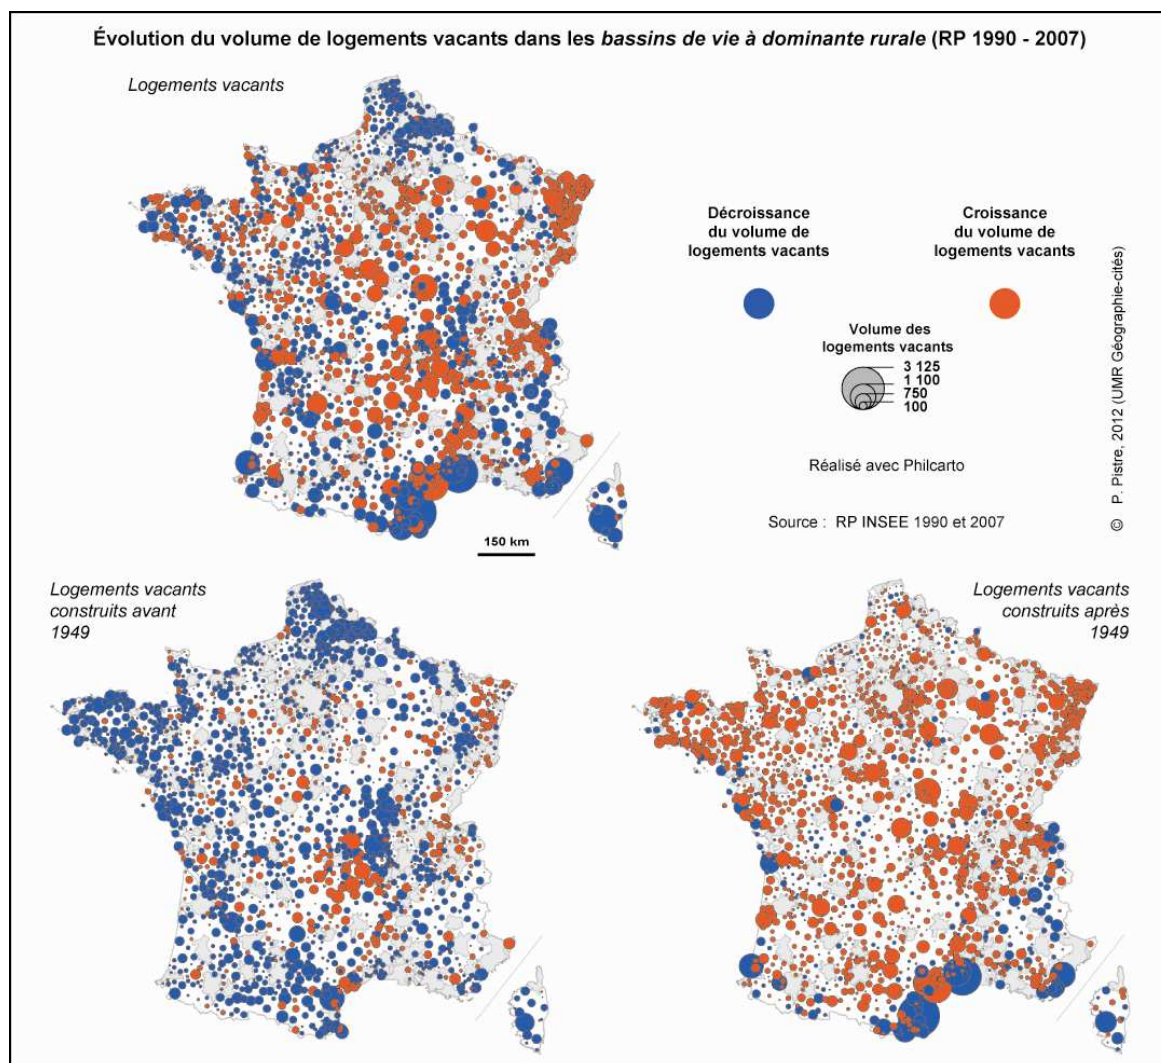 Évolution du volume de logements vacants dans les bassins de vie à dominante rurale (RP 1990 - 2007)
Logements vacants
Décroissance
du volume de
logements vacants
Croissance
du volume de
logements vacants
Volume des
logements vacants
3 125
1 100
750
100
Réalisé avec Philcarto
Source : RP INSEE 1990 et 2007
© P. Pistre, 2012 (UMR Géographie-cités)
150 km
Logements vacants
construits avant
1949
Logements vacants
construits après
1949